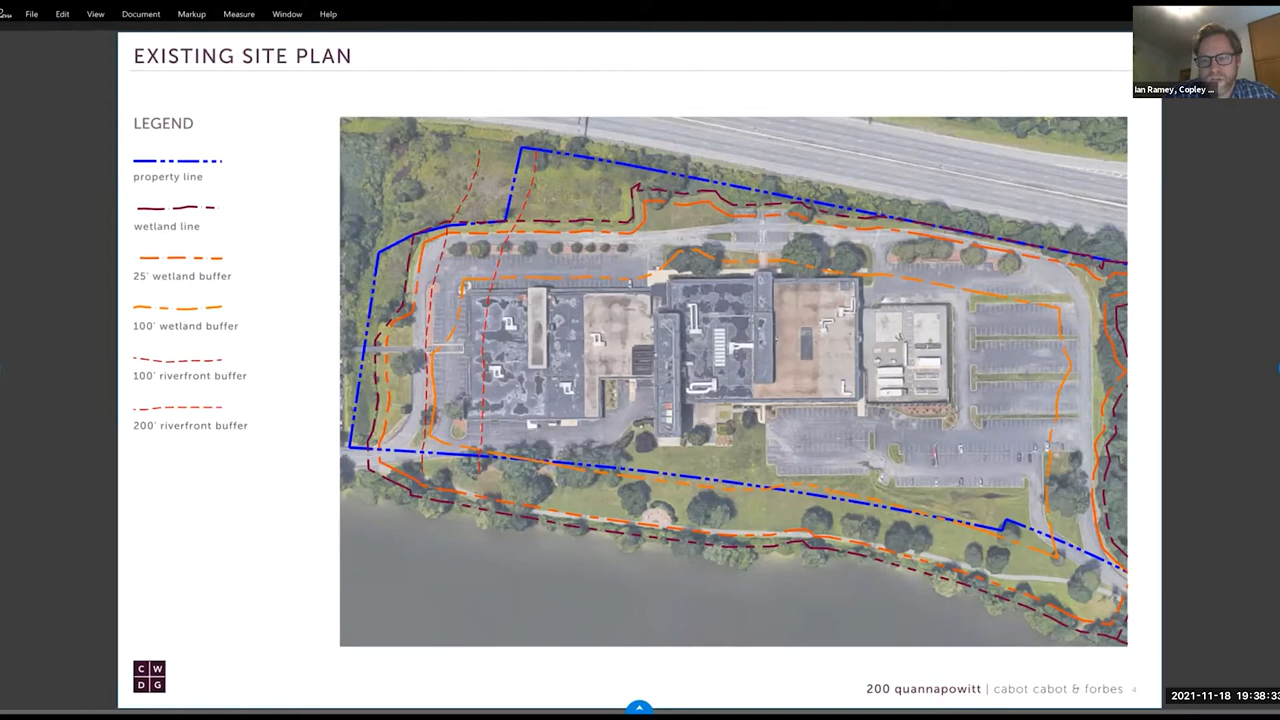 File Edit View Document Markup Measure Window Help
EXISTING SITE PLAN
Ian Ramey, Copley ...
LEGEND
property line
wetland line
25' wetland buffer
100' wetland buffer
100' riverfront buffer
200' riverfront buffer
C W
D G
200 quannapowitt | cabot cabot & forbes 4
2021-11-18 19:38:33